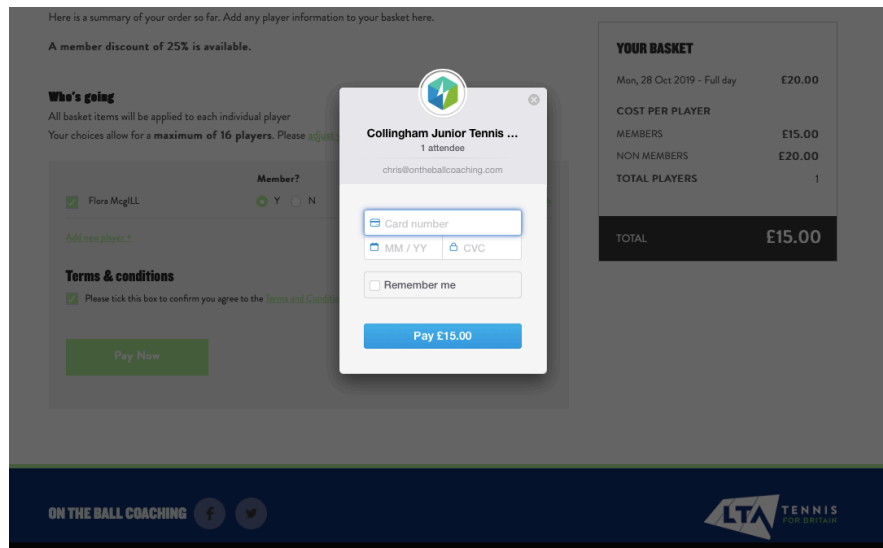 Here is a summary of your order so far. Add any player information to your basket here.
A member discount of 25% is available.
Who's going
All basket items will be applied to each individual player
Your choices allow for a maximum of 16 players. Please adjust
Member?
Flora McgILL
Y
N
Add new player +
Terms & conditions
Please tick this box to confirm you agree to the Terms and Conditi
Pay Now
Collingham Junior Tennis ...
1 attendee
chris@ontheballcoaching.com
Card number
MM / YY
CVC
Remember me
Pay £15.00
YOUR BASKET
Mon, 28 Oct 2019 - Full day £20.00
COST PER PLAYER
MEMBERS £15.00
NON MEMBERS £20.00
TOTAL PLAYERS 1
TOTAL £15.00
ON THE BALL COACHING
LTA
TENNIS
FOR BRITAIN